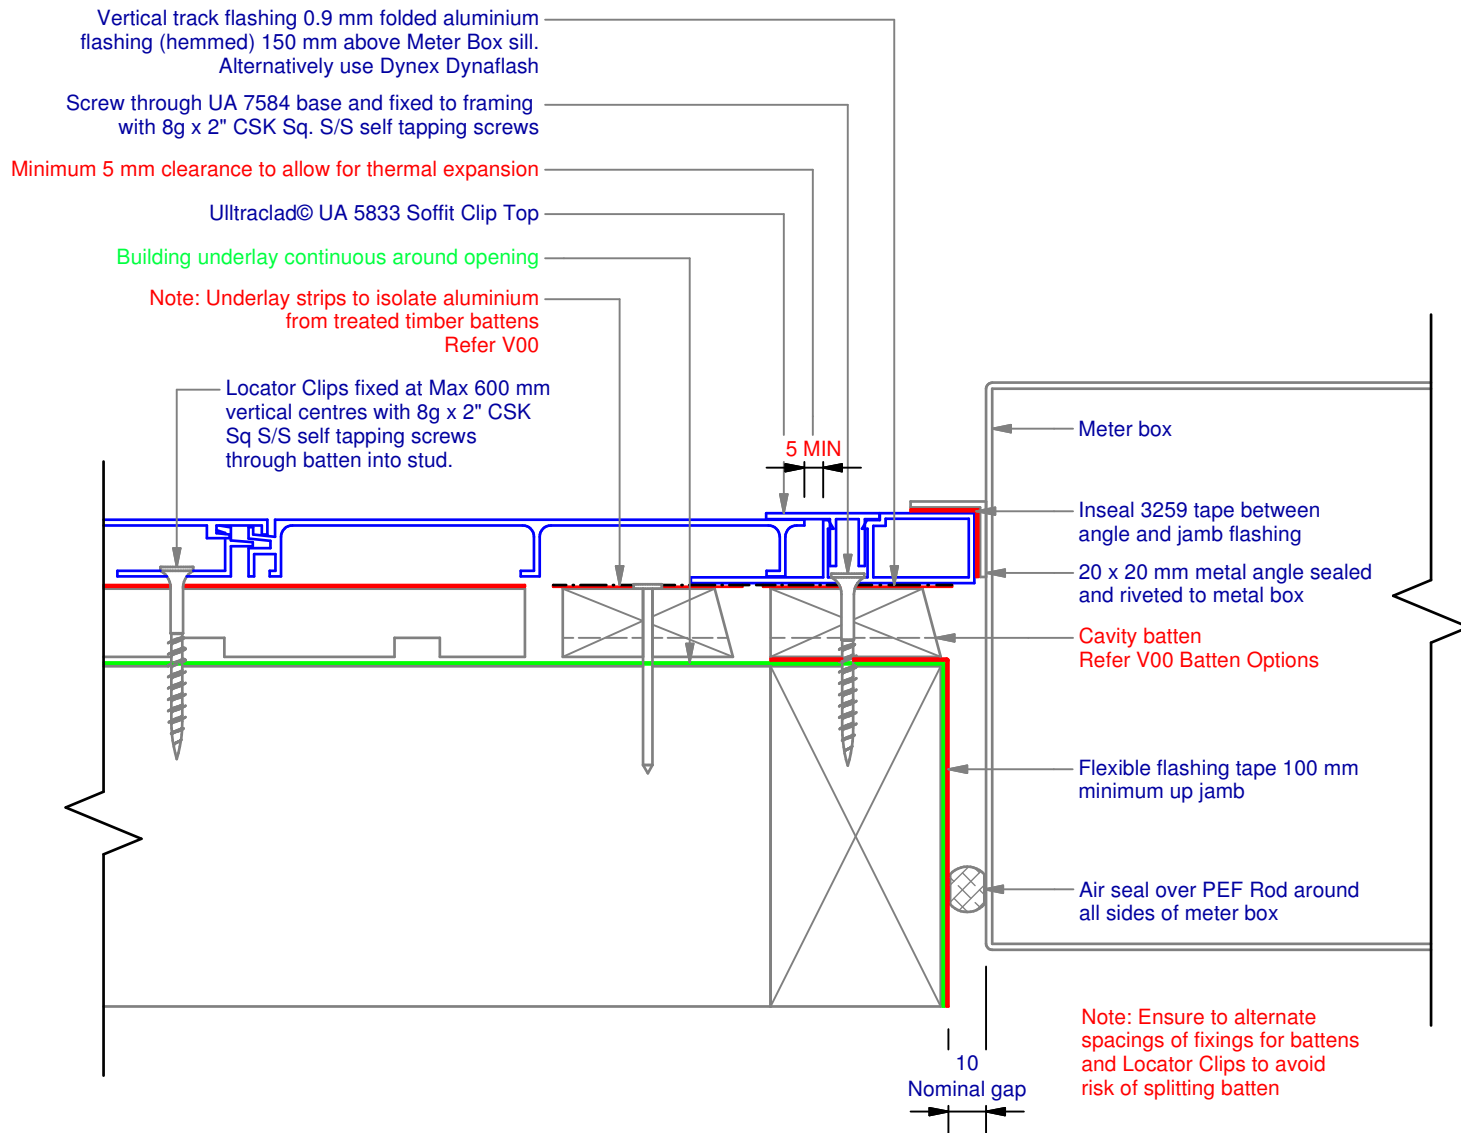 Vertical track flashing 0.9 mm folded aluminium
flashing (hemmed) 150 mm above Meter Box sill.
Alternatively use Dynex Dynaflash
Screw through UA 7584 base and fixed to framing
with 8g x 2" CSK Sq. S/S self tapping screws
Minimum 5 mm clearance to allow for thermal expansion
Ulltraclad© UA 5833 Soffit Clip Top
Building underlay continuous around opening
Note: Underlay strips to isolate aluminium
from treated timber battens
Refer V00
Locator Clips fixed at Max 600 mm
vertical centres with 8g x 2" CSK
Sq S/S self tapping screws
through batten into stud.
5 MIN
Meter box
Inseal 3259 tape between
angle and jamb flashing
20 x 20 mm metal angle sealed
and riveted to metal box
Cavity batten
Refer V00 Batten Options
Flexible flashing tape 100 mm
minimum up jamb
Air seal over PEF Rod around
all sides of meter box
Note: Ensure to alternate
spacings of fixings for battens
and Locator Clips to avoid
risk of splitting batten
10
Nominal gap